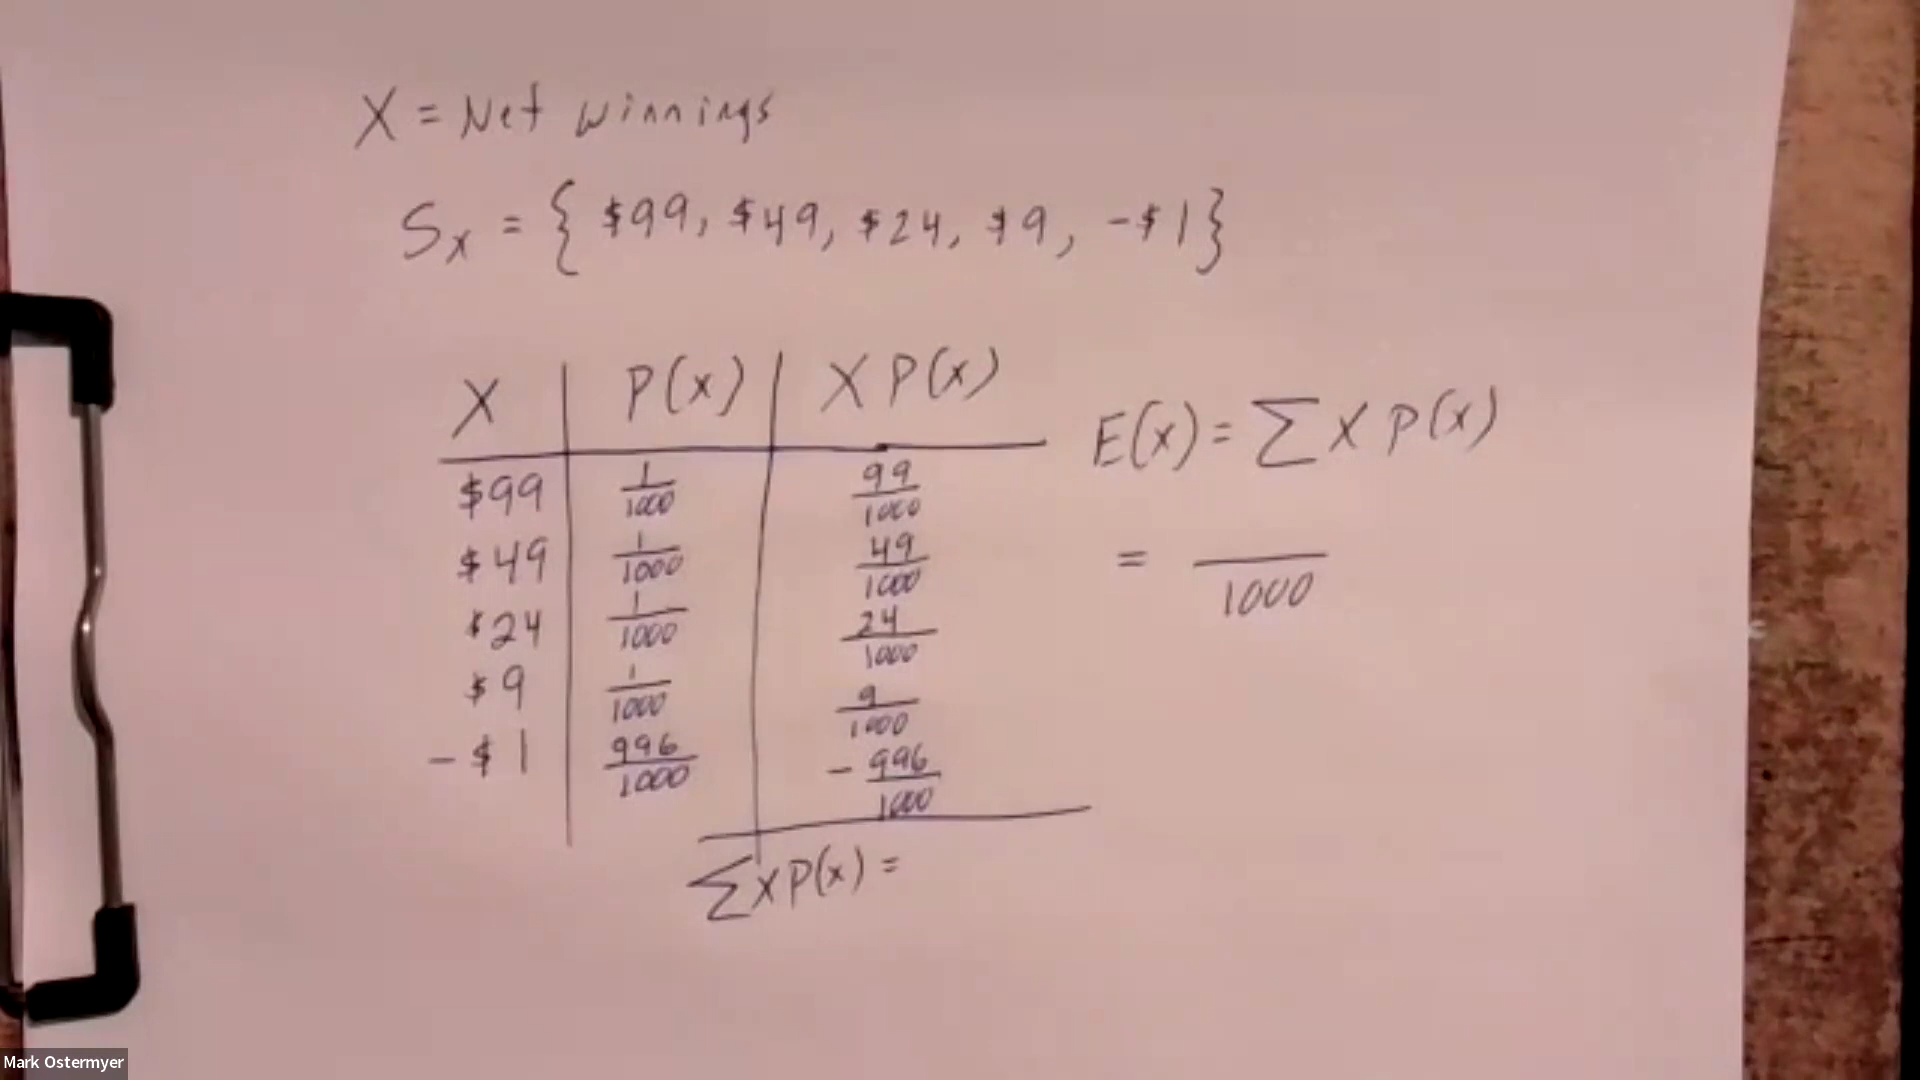 X = Net winnings
Sx = { $99, $49, $24, $9, -$1}
X P(x) X P(x)
E(x) = ∑ X P(x)
$99 1/1000 99/1000
$49 1/1000 49/1000
= /1000
$24 1/1000 24/1000
$9 1/1000 9/1000
-$1 996/1000 -996/1000
∑XP(x) =
Mark Ostermyer